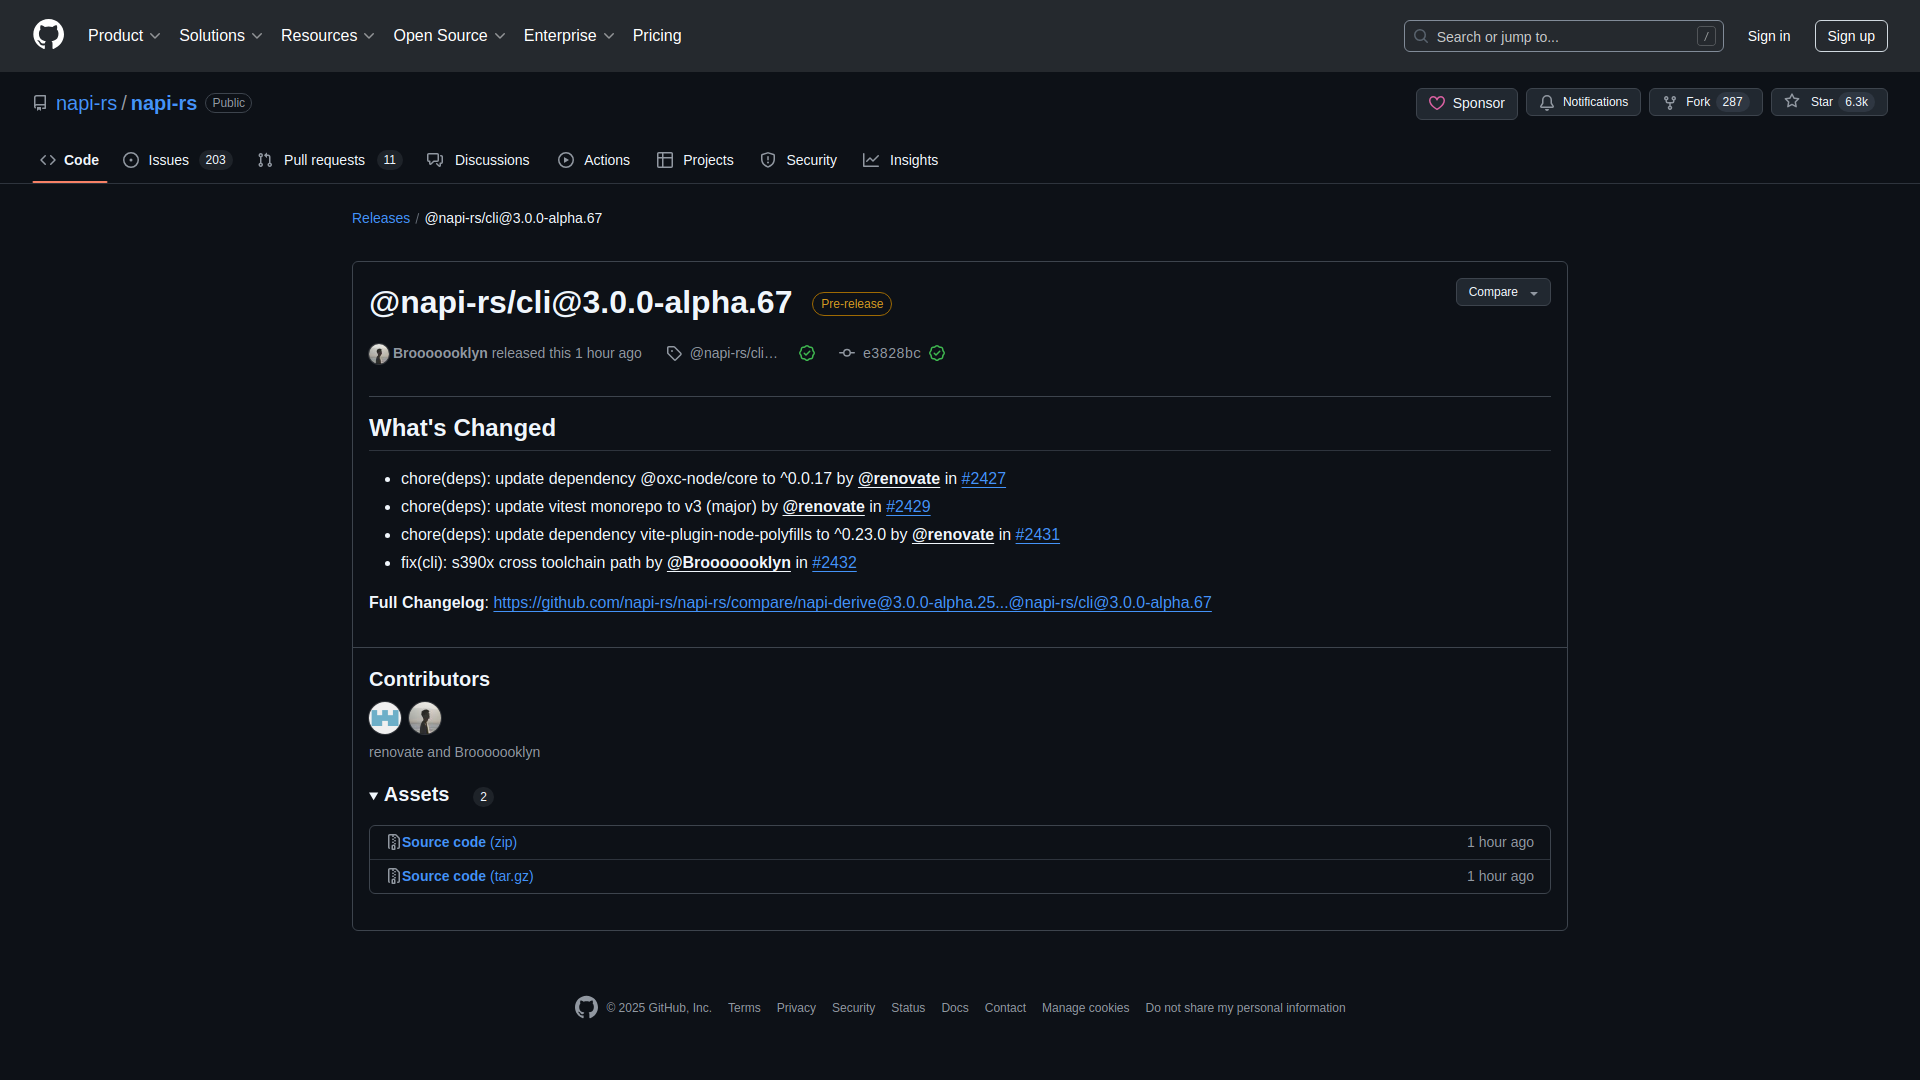 Product Solutions Resources Open Source Enterprise Pricing Search or jump to... / Sign in Sign up
napi-rs / napi-rs Public Sponsor Notifications Fork 287 Star 6.3k
Code Issues 203 Pull requests 11 Discussions Actions Projects Security Insights
Releases / @napi-rs/cli@3.0.0-alpha.67
@napi-rs/cli@3.0.0-alpha.67 Pre-release Compare
Brooooooklyn released this 1 hour ago @napi-rs/cli… e3828bc
What's Changed
• chore(deps): update dependency @oxc-node/core to ^0.0.17 by @renovate in #2427
• chore(deps): update vitest monorepo to v3 (major) by @renovate in #2429
• chore(deps): update dependency vite-plugin-node-polyfills to ^0.23.0 by @renovate in #2431
• fix(cli): s390x cross toolchain path by @Brooooooklyn in #2432
Full Changelog: https://github.com/napi-rs/napi-rs/compare/napi-derive@3.0.0-alpha.25...@napi-rs/cli@3.0.0-alpha.67
Contributors
renovate and Brooooooklyn
Assets 2
Source code (zip) 1 hour ago
Source code (tar.gz) 1 hour ago
© 2025 GitHub, Inc. Terms Privacy Security Status Docs Contact Manage cookies Do not share my personal information